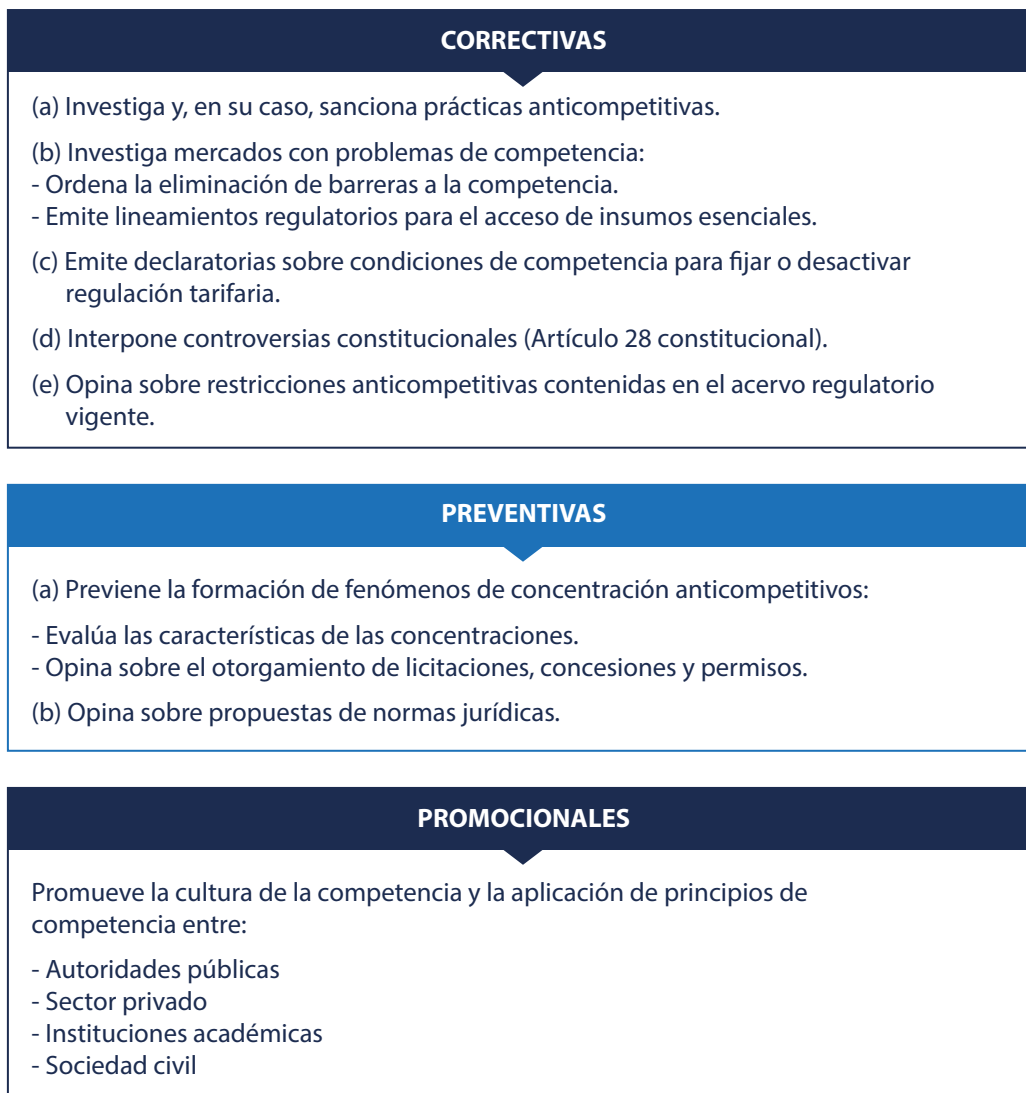 CORRECTIVAS
(a) Investiga y, en su caso, sanciona prácticas anticompetitivas.
(b) Investiga mercados con problemas de competencia:
- Ordena la eliminación de barreras a la competencia.
- Emite lineamientos regulatorios para el acceso de insumos esenciales.
(c) Emite declaratorias sobre condiciones de competencia para fijar o desactivar
regulación tarifaria.
(d) Interpone controversias constitucionales (Artículo 28 constitucional).
(e) Opina sobre restricciones anticompetitivas contenidas en el acervo regulatorio
vigente.
PREVENTIVAS
(a) Previene la formación de fenómenos de concentración anticompetitivos:
- Evalúa las características de las concentraciones.
- Opina sobre el otorgamiento de licitaciones, concesiones y permisos.
(b) Opina sobre propuestas de normas jurídicas.
PROMOCIONALES
Promueve la cultura de la competencia y la aplicación de principios de
competencia entre:
- Autoridades públicas
- Sector privado
- Instituciones académicas
- Sociedad civil